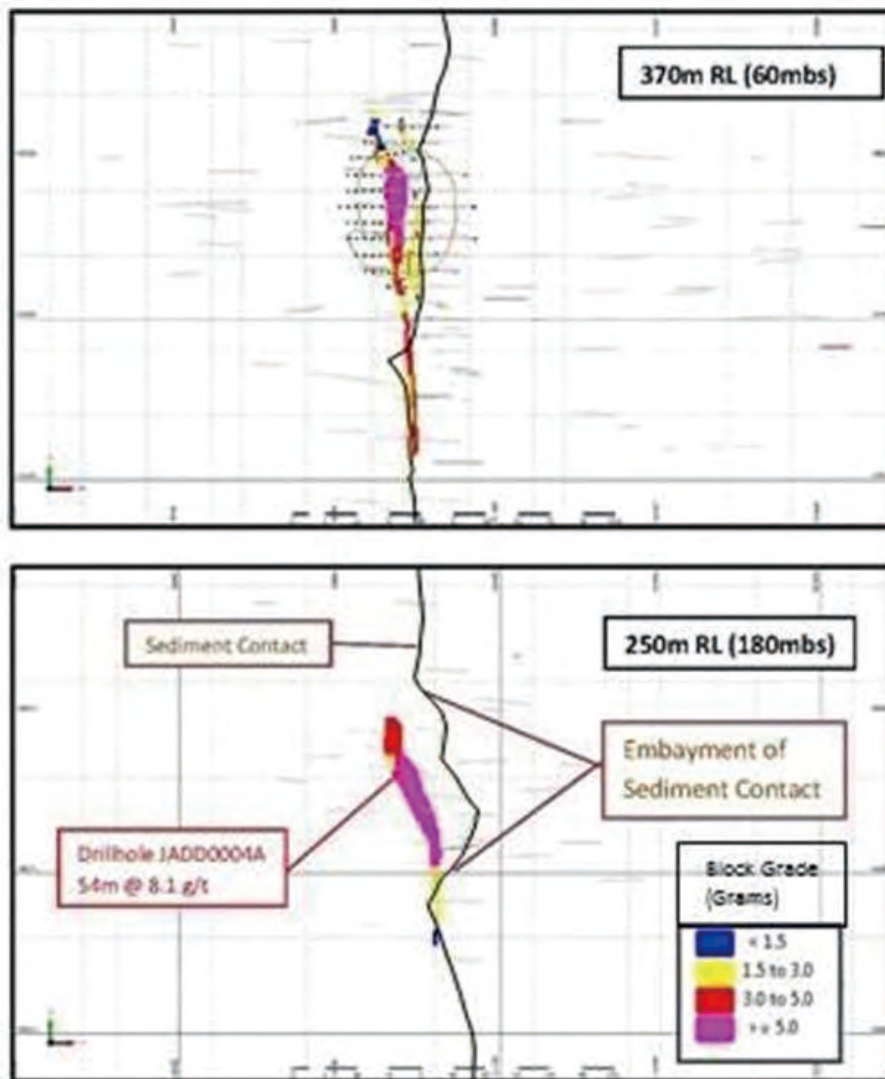 370m RL (60mbs)
Sediment Contact
250m RL (180mbs)
Embayment of
Sediment Contact
Drillhole JADD0004A
54m @ 8.1 g/t
Block Grade
(Grams)
< 1.5
1.5 to 3.0
3.0 to 5.0
>= 5.0